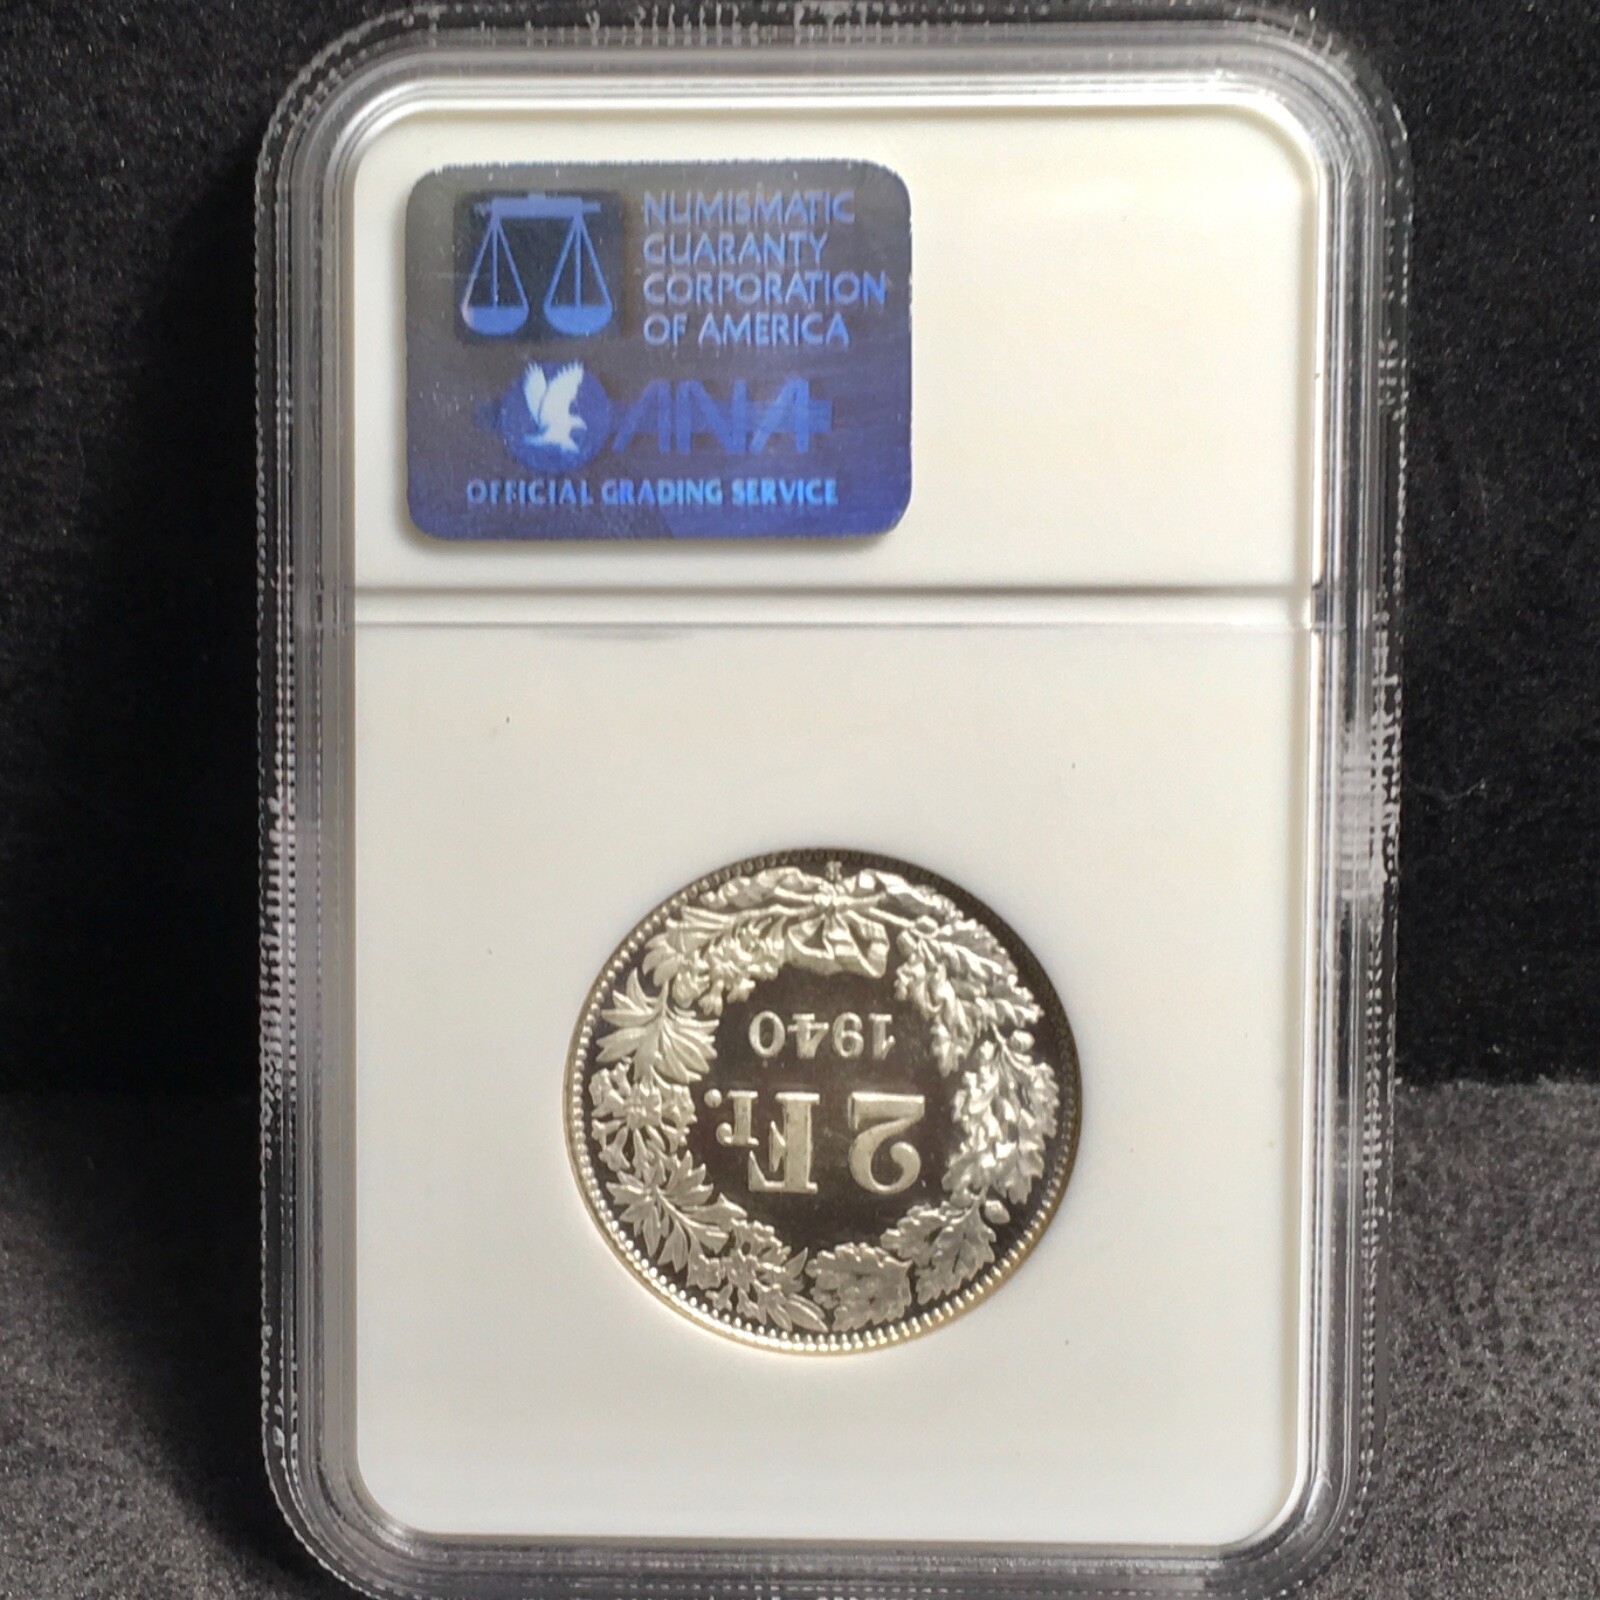 NUMISMATIC
GUARANTY
CORPORATION
OF AMERICA
ANA
OFFICIAL GRADING SERVICE
2 Fr.
1940